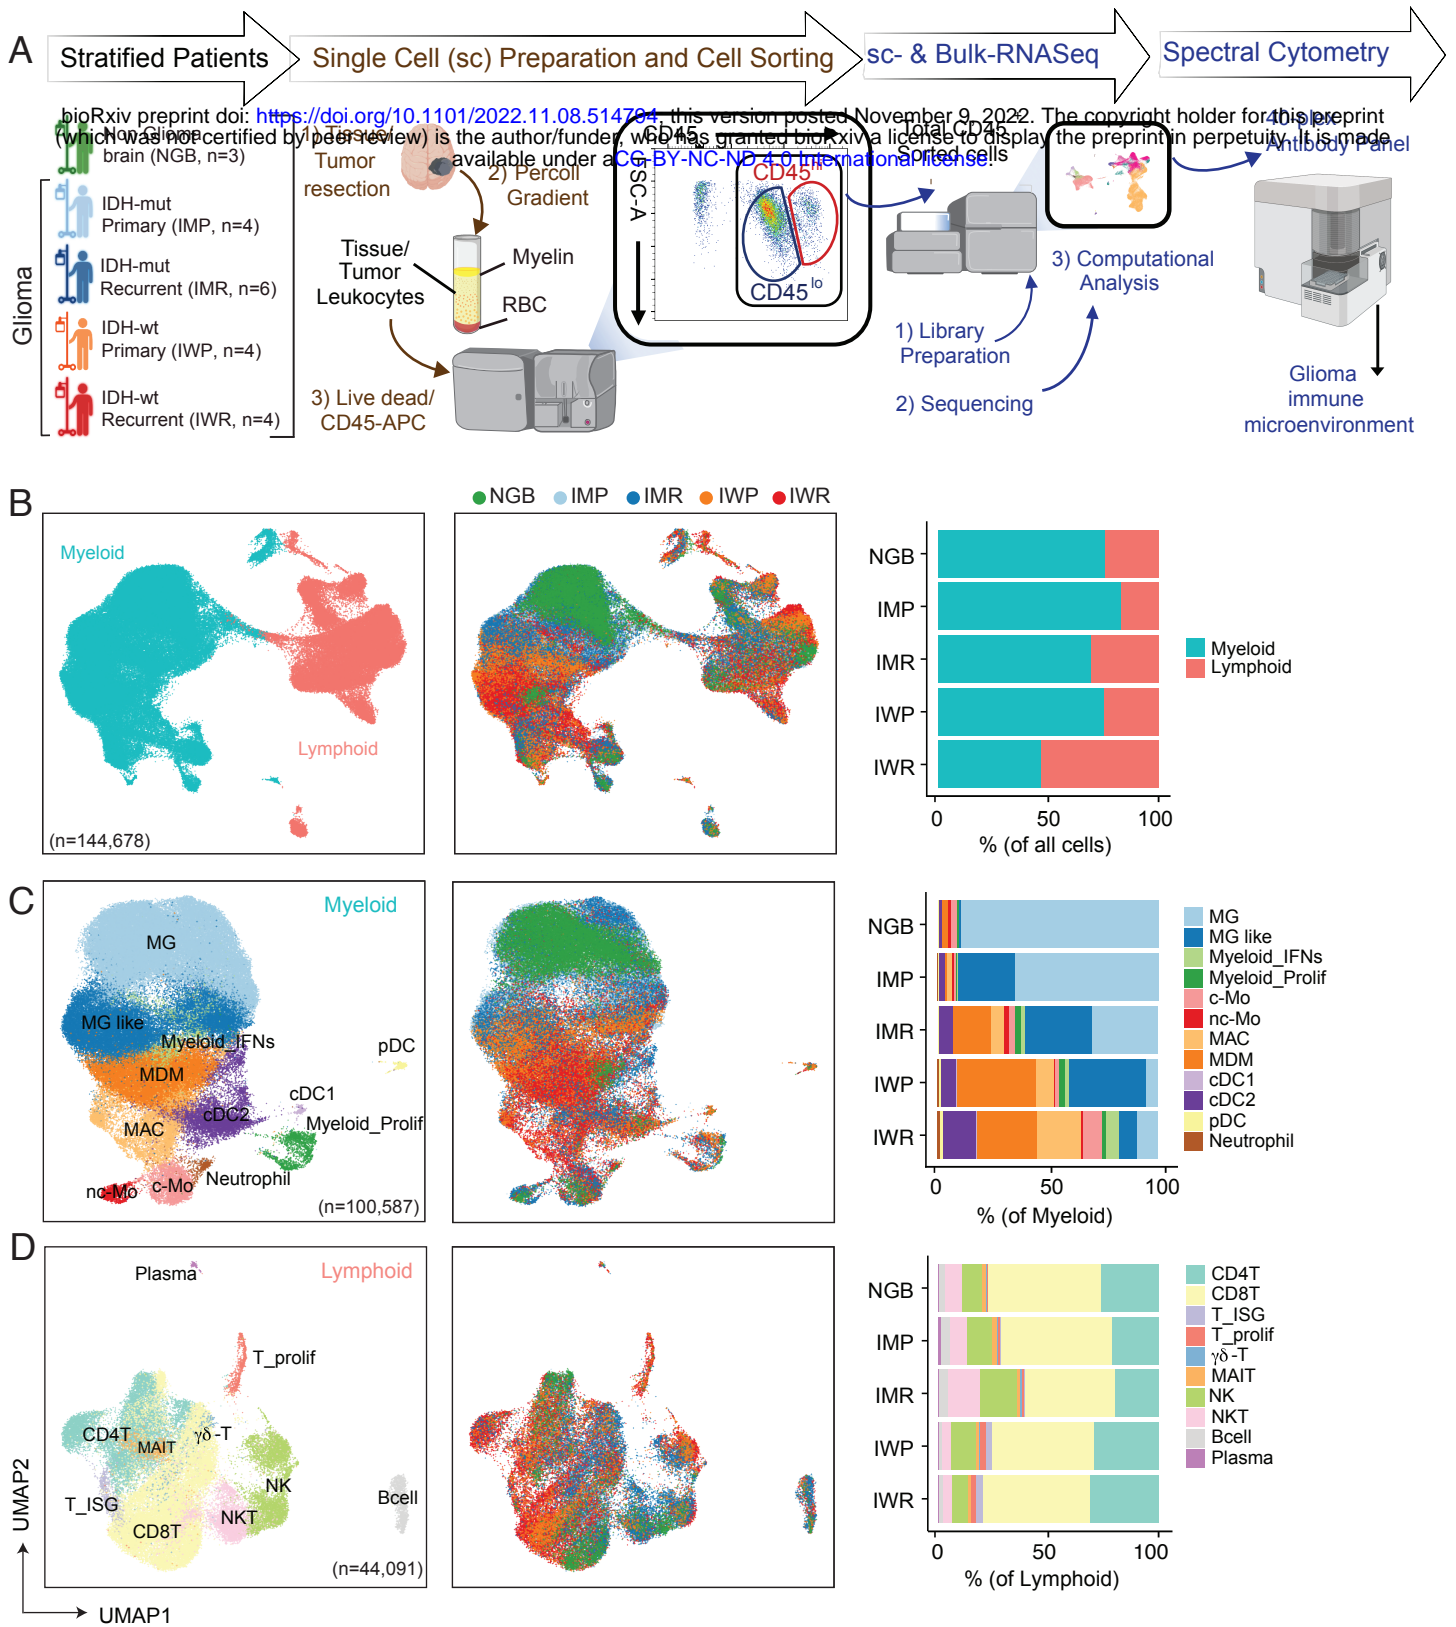 A
Stratified Patients
Single Cell (sc) Preparation and Cell Sorting
sc- & Bulk-RNASeq
Spectral Cytometry
bioRxiv preprint doi: https://doi.org/10.1101/2022.11.08.514794; this version posted November 9, 2022. The copyright holder for this preprint
(which was not certified by peer review) is the author/funder, who has granted bioRxiv a license to display the preprint in perpetuity. It is made
available under aCC-BY-NC-ND 4.0 International license.
Non-Glioma
brain (NGB, n=3)
IDH-mut
Primary (IMP, n=4)
IDH-mut
Recurrent (IMR, n=6)
IDH-wt
Primary (IWP, n=4)
IDH-wt
Recurrent (IWR, n=4)
Glioma
1) Tissue/
Tumor
resection
2) Percoll
Gradient
Tissue/
Tumor
Leukocytes
Myelin
RBC
3) Live dead/
CD45-APC
CD45
SSC-A
CD45hi
CD45lo
Total CD45+
Sorted cells
1) Library
Preparation
2) Sequencing
3) Computational
Analysis
40-plex
Antibody Panel
Glioma
immune
microenvironment
B
NGB IMP IMR IWP IWR
Myeloid
Lymphoid
(n=144,678)
NGB
IMP
IMR
IWP
IWR
0 50 100
% (of all cells)
Myeloid
Lymphoid
C
Myeloid
MG
MG like
Myeloid_IFNs
MDM
pDC
cDC1
cDC2
MAC
Myeloid_Prolif
Neutrophil
nc-Mo
c-Mo
(n=100,587)
NGB
IMP
IMR
IWP
IWR
0 50 100
% (of Myeloid)
MG
MG like
Myeloid_IFNs
Myeloid_Prolif
c-Mo
nc-Mo
MAC
MDM
cDC1
cDC2
pDC
Neutrophil
D
Plasma
Lymphoid
T_prolif
CD4T
MAIT
γδ-T
NK
T_ISG
NKT
CD8T
Bcell
(n=44,091)
UMAP2
UMAP1
NGB
IMP
IMR
IWP
IWR
0 50 100
% (of Lymphoid)
CD4T
CD8T
T_ISG
T_prolif
γδ-T
MAIT
NK
NKT
Bcell
Plasma